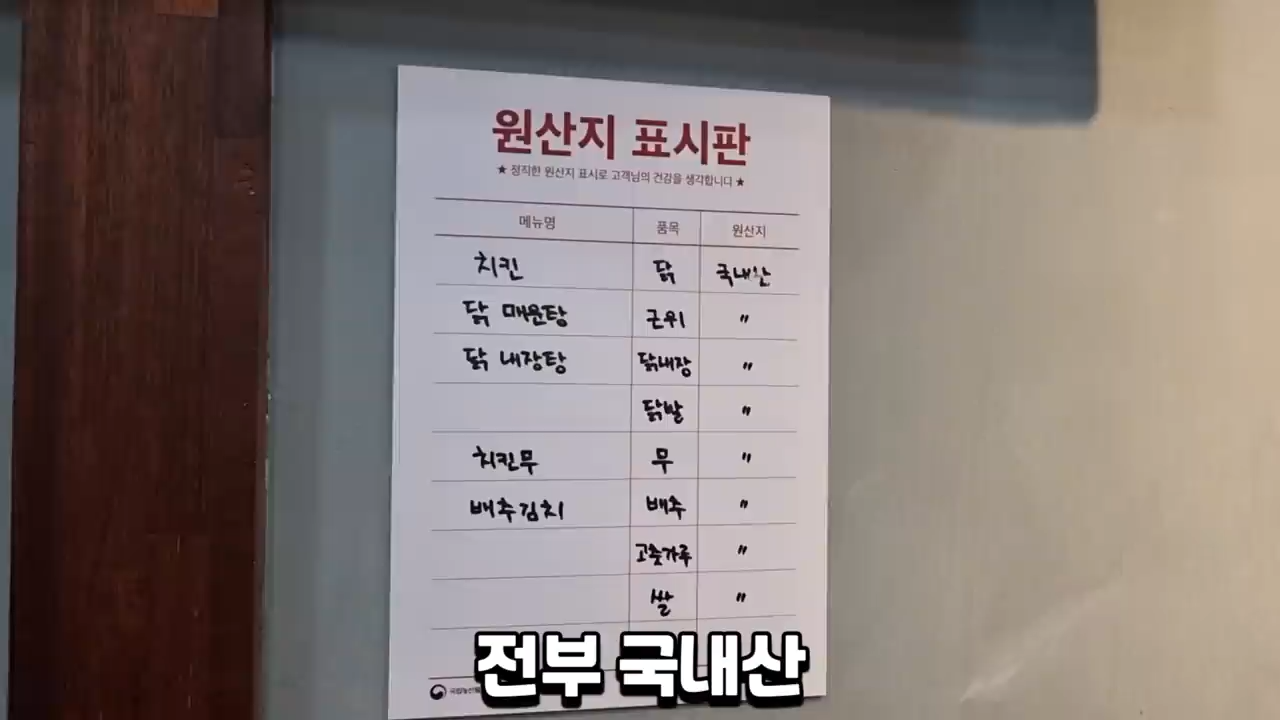 원산지 표시판
★ 정직한 원산지 표시로 고객님의 건강을 생각합니다 ★
메뉴명 품목 원산지
치킨 닭 국내산
닭 매운탕 근위 〃
닭 내장탕 닭내장 〃
닭발 〃
치킨무 무 〃
배추김치 배추 〃
고춧가루 〃
쌀 〃
전부 국내산